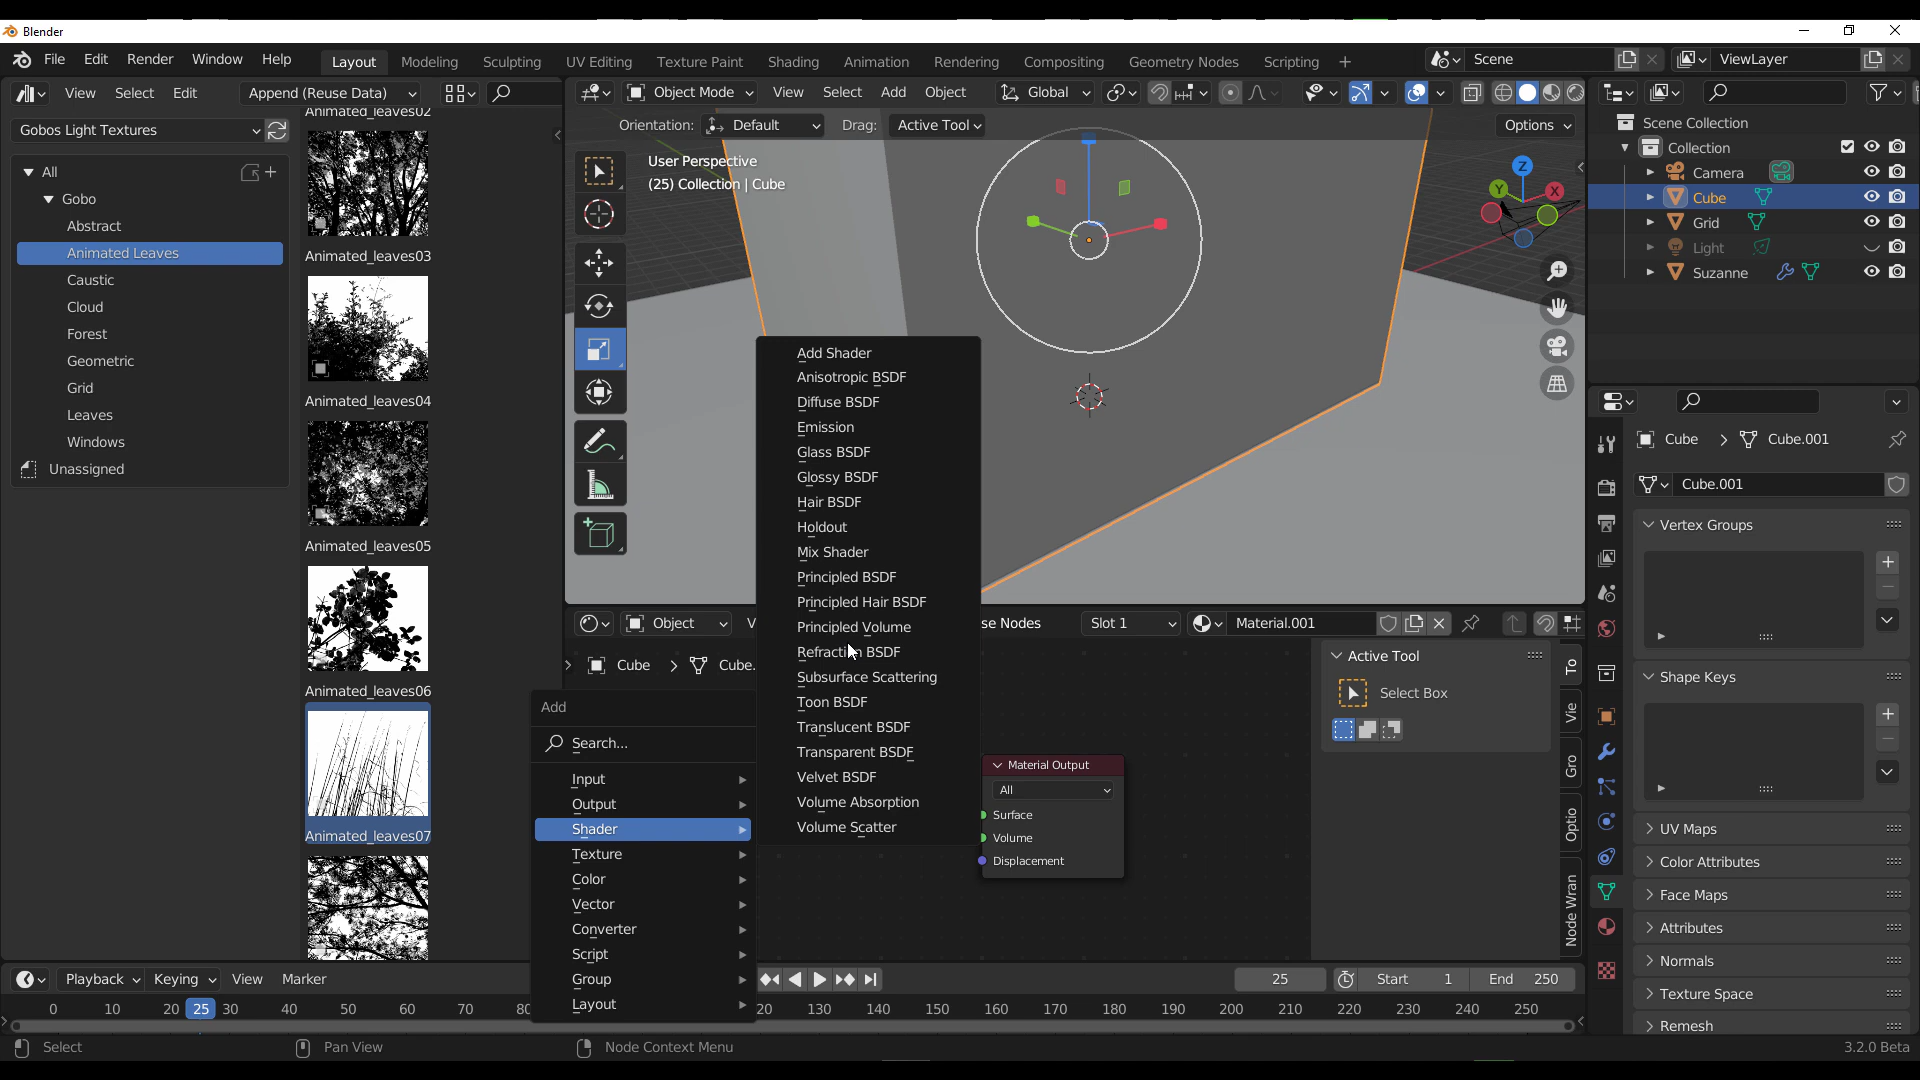 Blender
File Edit Render Window Help
Layout Modeling Sculpting UV Editing Texture Paint Shading Animation Rendering Compositing Geometry Nodes Scripting +
Scene
ViewLayer
View Select Edit
Append (Reuse Data)
Gobos Light Textures
All
Gobo
Abstract
Animated Leaves
Caustic
Cloud
Forest
Geometric
Grid
Leaves
Windows
Unassigned
Animated_leaves02
Animated_leaves03
Animated_leaves04
Animated_leaves05
Animated_leaves06
Animated_leaves07
Object Mode View Select Add Object
Global
Orientation: Default Drag: Active Tool
Options
User Perspective
(25) Collection | Cube
Z
Y
X
Scene Collection
Collection
Camera
Cube
Grid
Light
Suzanne
Cube > Cube.001
Cube.001
Vertex Groups
Shape Keys
UV Maps
Color Attributes
Face Maps
Attributes
Normals
Texture Space
Remesh
Object
V
se Nodes
Slot 1
Material.001
Cube > Cube.
Add
Search...
Input
Output
Shader
Texture
Color
Vector
Converter
Script
Group
Layout
Add Shader
Anisotropic BSDF
Diffuse BSDF
Emission
Glass BSDF
Glossy BSDF
Hair BSDF
Holdout
Mix Shader
Principled BSDF
Principled Hair BSDF
Principled Volume
Refraction BSDF
Subsurface Scattering
Toon BSDF
Translucent BSDF
Transparent BSDF
Velvet BSDF
Volume Absorption
Volume Scatter
Material Output
All
Surface
Volume
Displacement
Active Tool
Select Box
To
Vie
Gro
Optio
Node Wran
Playback Keying View Marker
25
Start 1
End 250
0 10 20 25 30 40 50 60 70 80 20 130 140 150 160 170 180 190 200 210 220 230 240 250
Select
Pan View
Node Context Menu
3.2.0 Beta